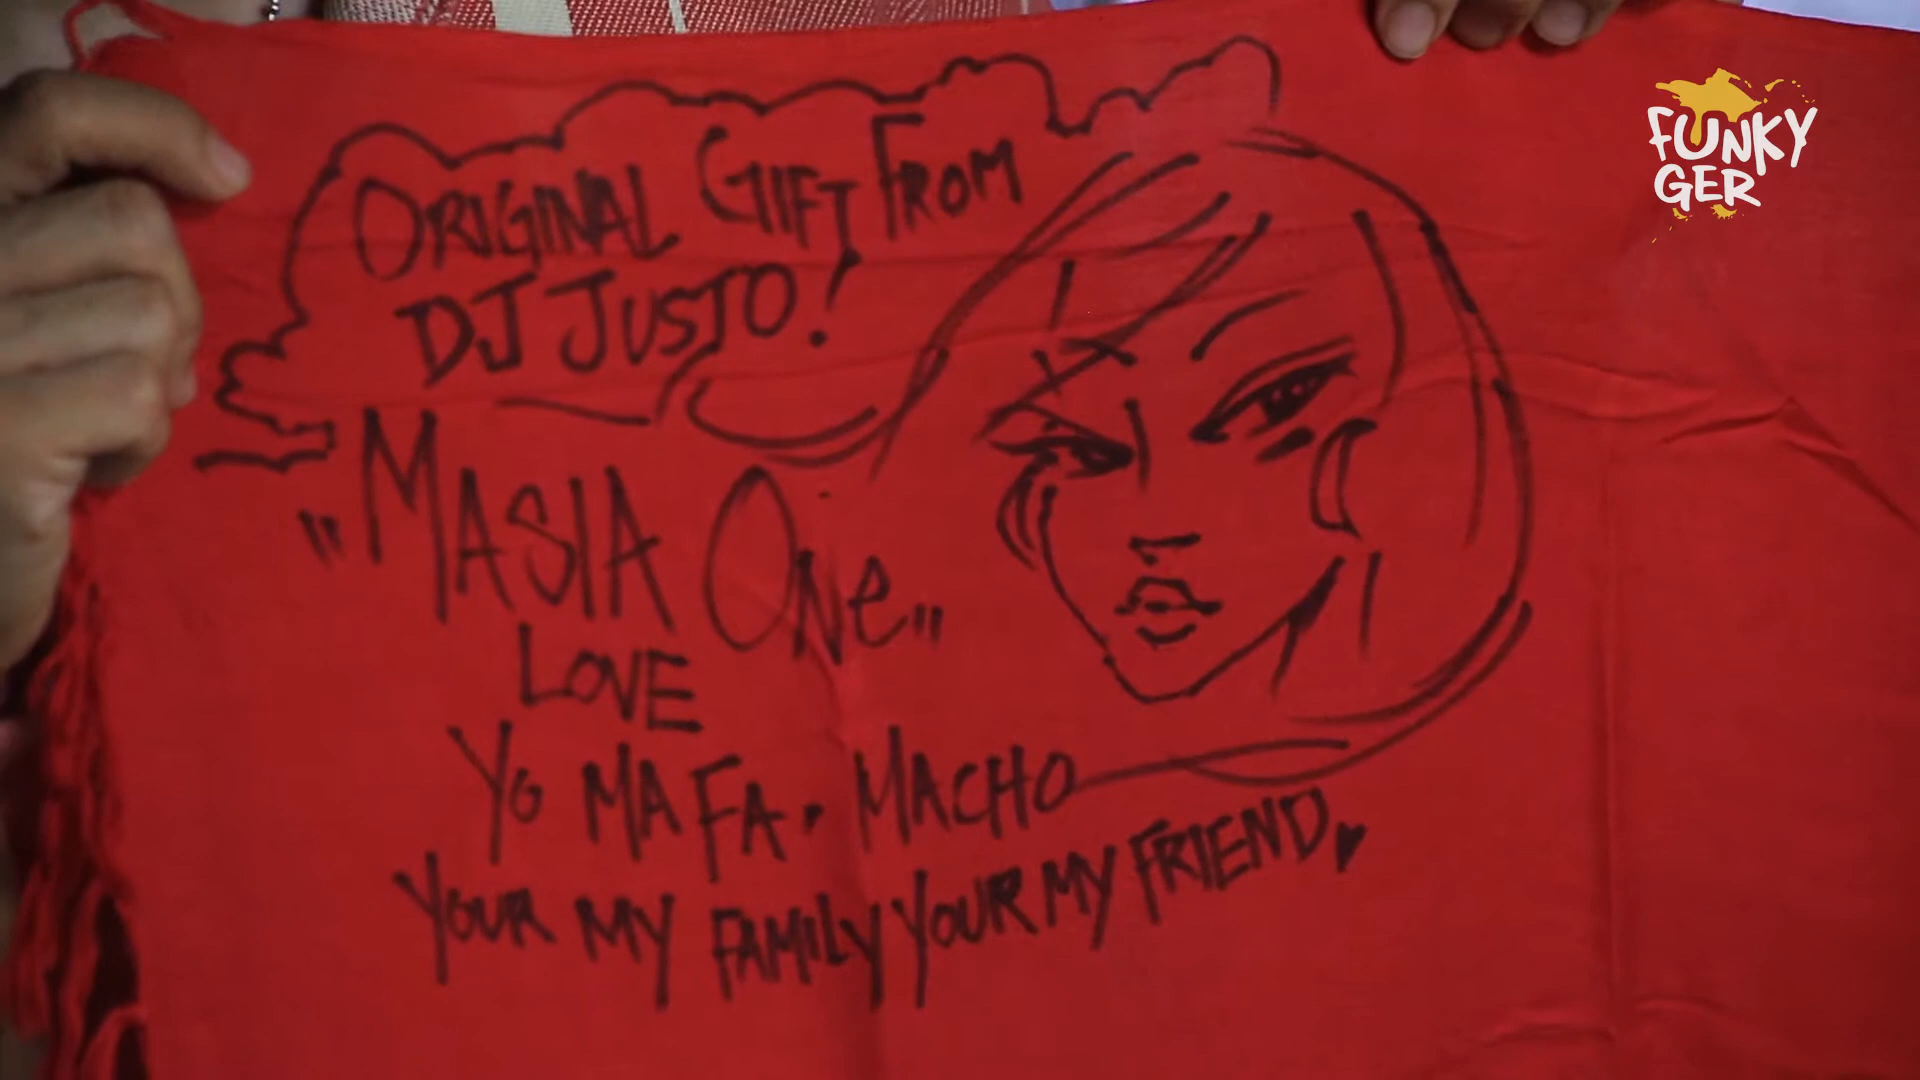 ORIGINAL GIFT FROM
DJ JUSTO!
"MASIA ONE"
LOVE
YO MA FA. MACHO
YOUR MY FAMILY YOUR MY FRIEND
FUNKY
GER